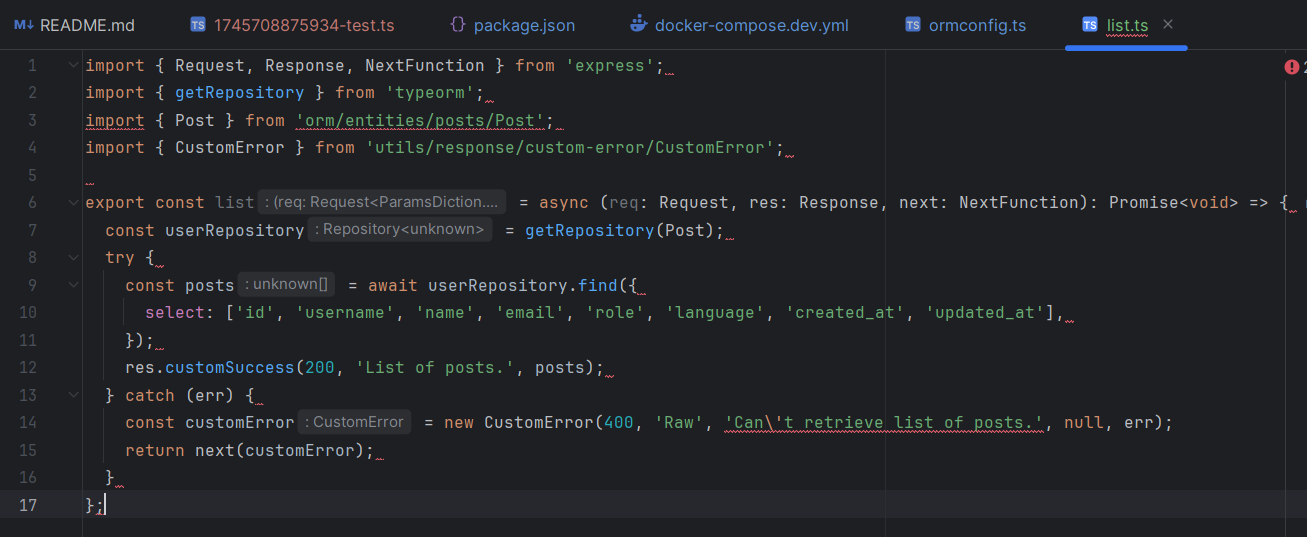 README.md 1745708875934-test.ts package.json docker-compose.dev.yml ormconfig.ts list.ts
1 import { Request, Response, NextFunction } from 'express';
2 import { getRepository } from 'typeorm';
3 import { Post } from 'orm/entities/posts/Post';
4 import { CustomError } from 'utils/response/custom-error/CustomError';
5
6 export const list : (req: Request<ParamsDiction.... = async (req: Request, res: Response, next: NextFunction): Promise<void> => {
7   const userRepository : Repository<unknown> = getRepository(Post);
8   try {
9     const posts : unknown[] = await userRepository.find({
10       select: ['id', 'username', 'name', 'email', 'role', 'language', 'created_at', 'updated_at'],
11     });
12     res.customSuccess(200, 'List of posts.', posts);
13   } catch (err) {
14     const customError : CustomError = new CustomError(400, 'Raw', 'Can\'t retrieve list of posts.', null, err);
15     return next(customError);
16   }
17 };